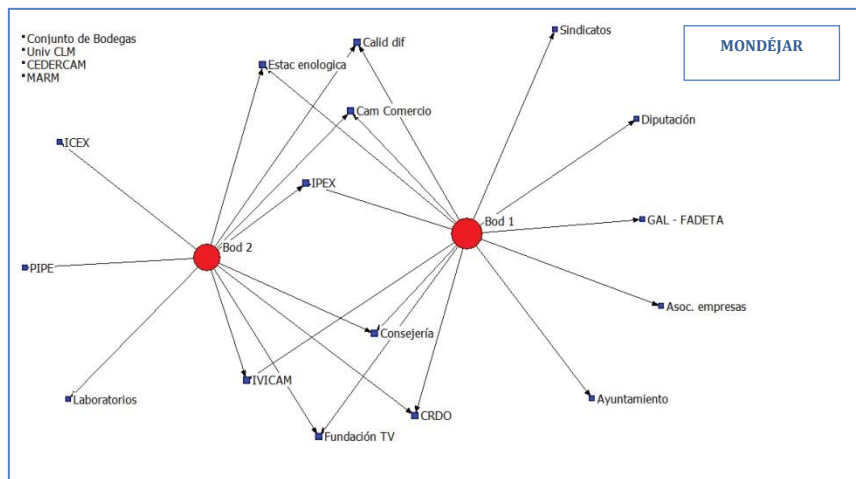 Conjunto de Bodegas
Univ CLM
CEDERCAM
MARM
MONDÉJAR
Sindicatos
Calid dif
Estac enologica
Cam Comercio
Diputación
ICEX
IPEX
Bod 1
GAL - FADETA
Bod 2
PIPE
Asoc. empresas
Consejería
IVICAM
Laboratorios
Ayuntamiento
CRDO
Fundación TV